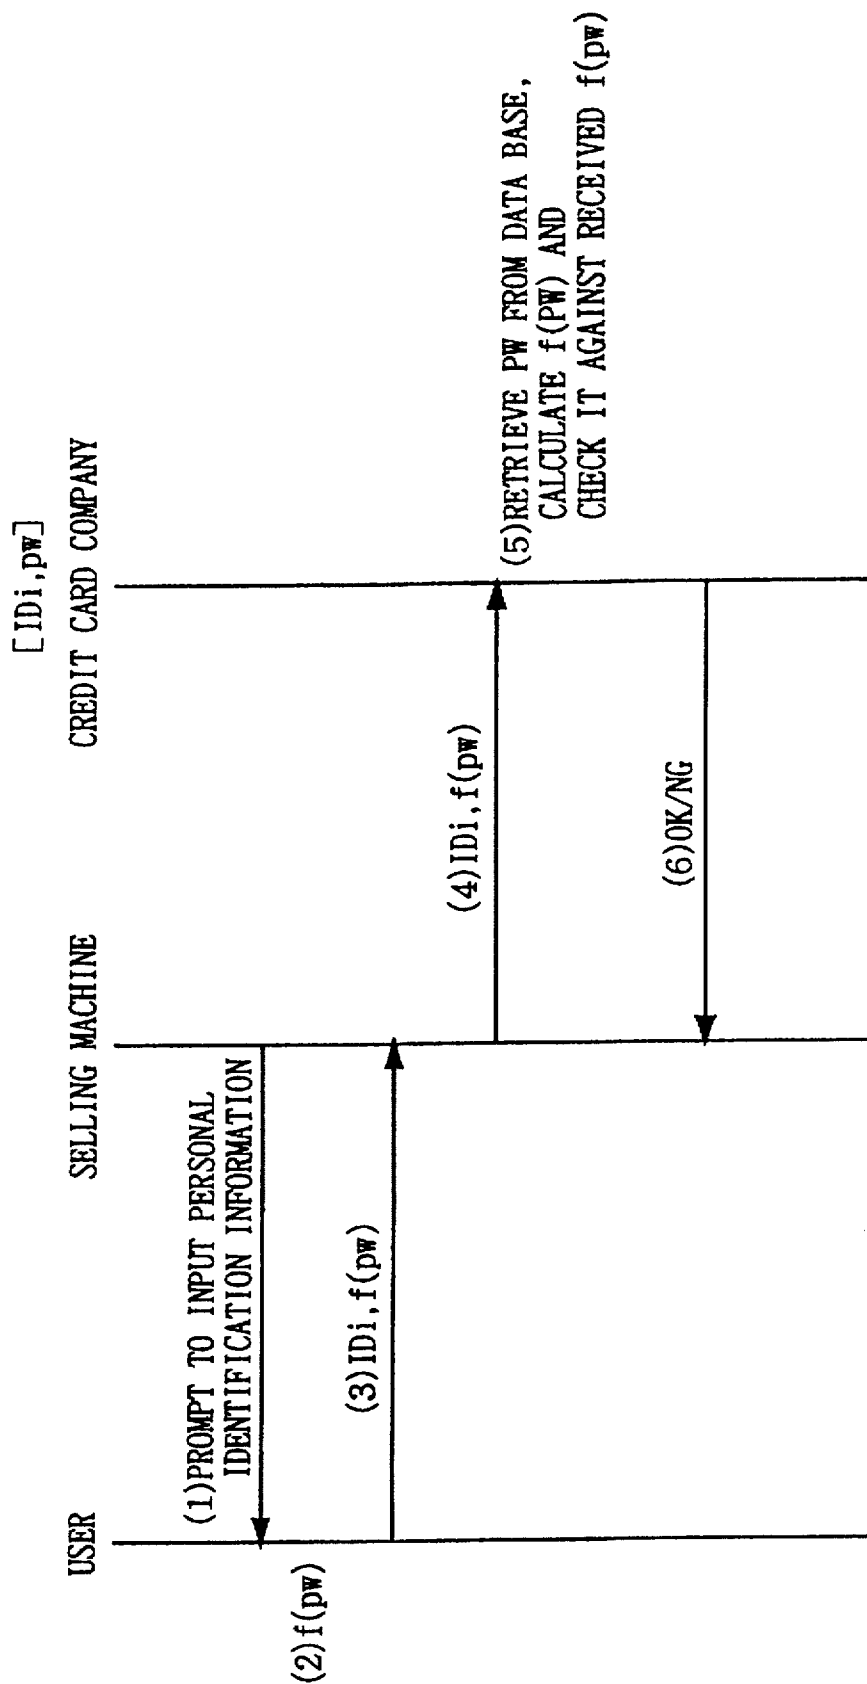 [IDi,pw]
USER
SELLING MACHINE
CREDIT CARD COMPANY
(1)PROMPT TO INPUT PERSONAL
IDENTIFICATION INFORMATION
(2)f(pw)
(3)IDi,f(pw)
(4)IDi,f(pw)
(5)RETRIEVE PW FROM DATA BASE,
CALCULATE f(PW) AND
CHECK IT AGAINST RECEIVED f(pw)
(6)OK/NG